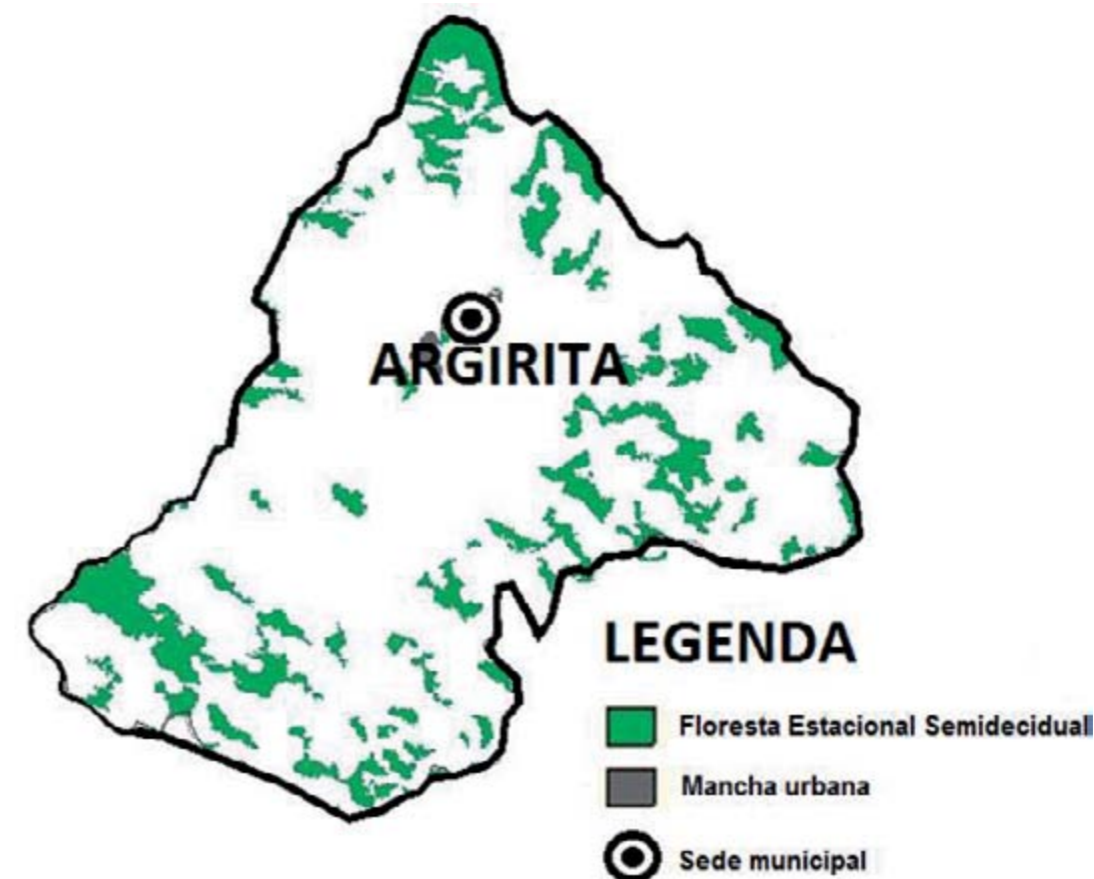 ARGIRITA
LEGENDA
Floresta Estacional Semidecidual
Mancha urbana
Sede municipal